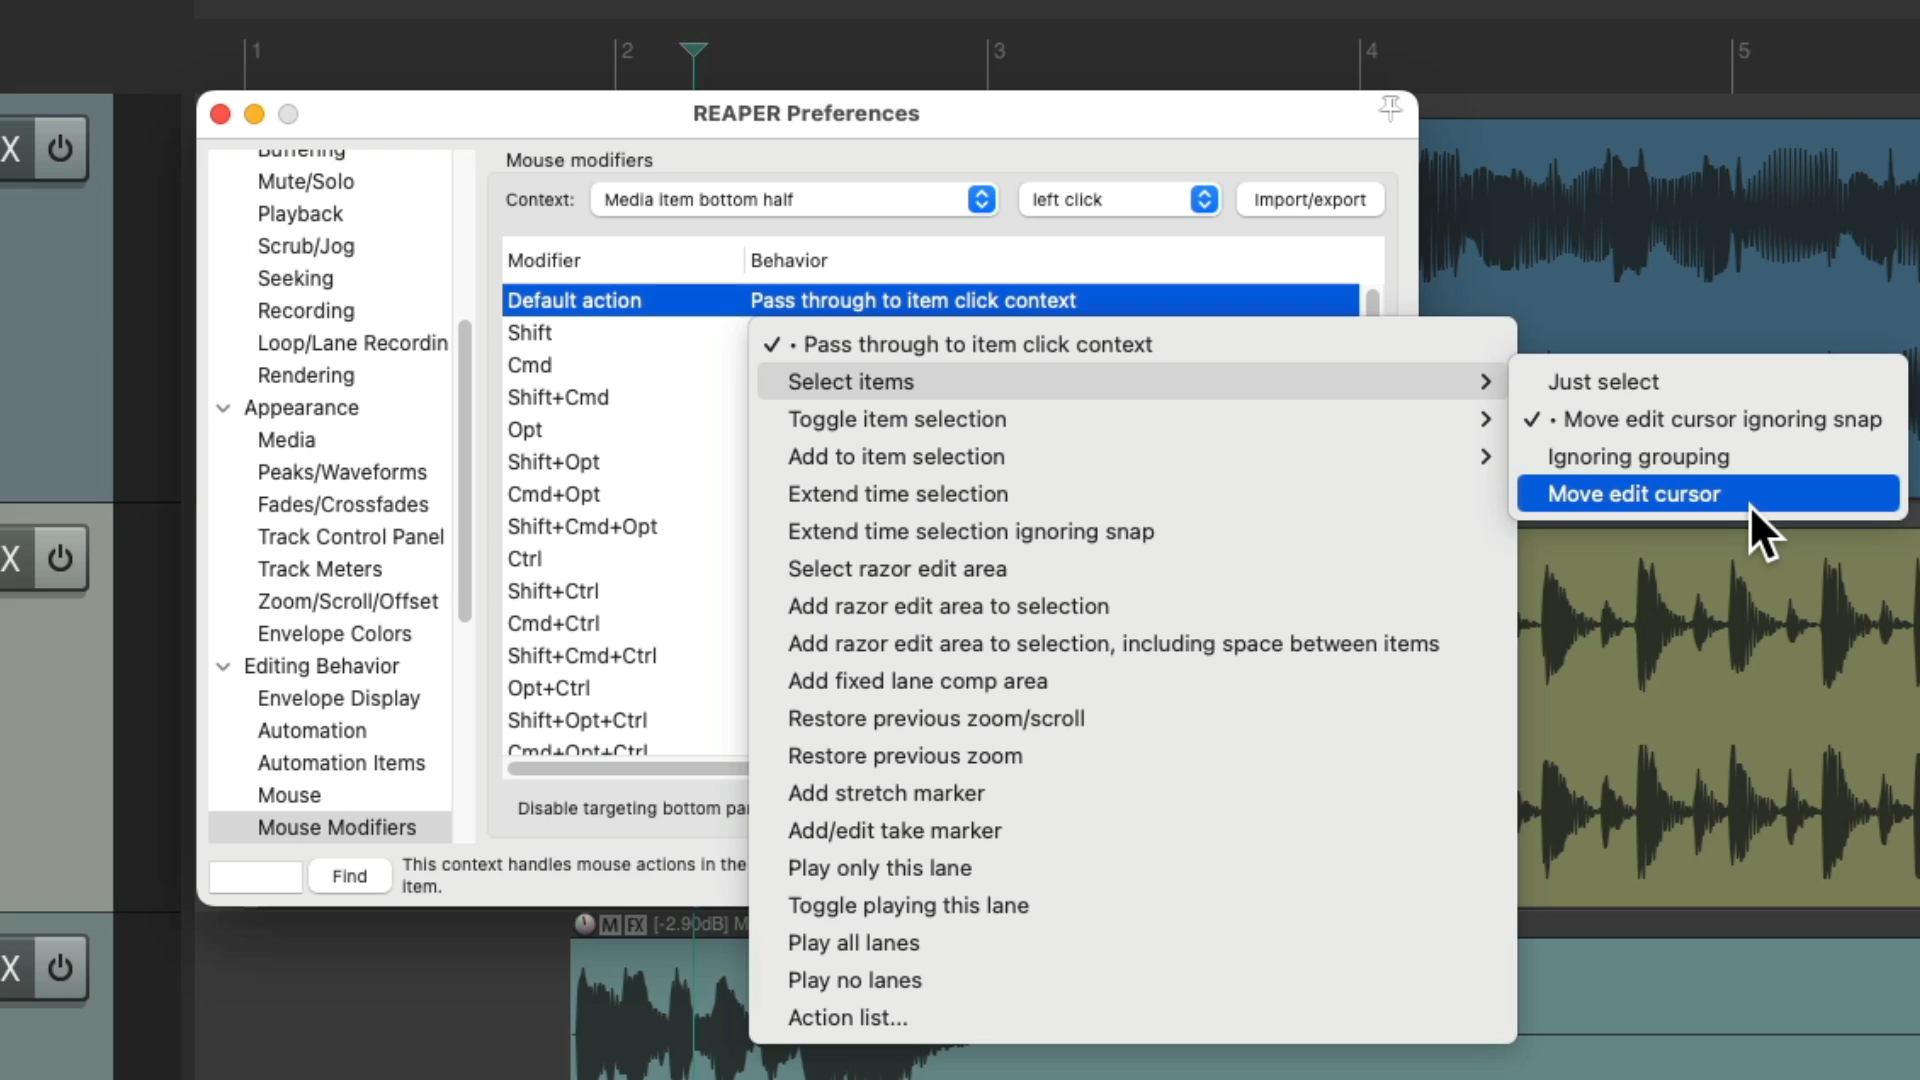 1
2
3
4
5
REAPER Preferences
X
Buffering
Mute/Solo
Playback
Scrub/Jog
Seeking
Recording
Loop/Lane Recordin
Rendering
Appearance
Media
Peaks/Waveforms
Fades/Crossfades
Track Control Panel
Track Meters
Zoom/Scroll/Offset
Envelope Colors
Editing Behavior
Envelope Display
Automation
Automation Items
Mouse
Mouse Modifiers
Find
Mouse modifiers
Context: Media item bottom half left click Import/export
Modifier Behavior
Default action Pass through to item click context
Shift
Cmd
Shift+Cmd
Opt
Shift+Opt
Cmd+Opt
Shift+Cmd+Opt
Ctrl
Shift+Ctrl
Cmd+Ctrl
Shift+Cmd+Ctrl
Opt+Ctrl
Shift+Opt+Ctrl
Cmd+Opt+Ctrl
Disable targeting bottom pa
This context handles mouse actions in the
item.
✓ • Pass through to item click context
Select items >
Toggle item selection >
Add to item selection >
Extend time selection
Extend time selection ignoring snap
Select razor edit area
Add razor edit area to selection
Add razor edit area to selection, including space between items
Add fixed lane comp area
Restore previous zoom/scroll
Restore previous zoom
Add stretch marker
Add/edit take marker
Play only this lane
Toggle playing this lane
Play all lanes
Play no lanes
Action list...
Just select
✓ • Move edit cursor ignoring snap
Ignoring grouping
Move edit cursor
X
X
M FX [-2.90dB] M